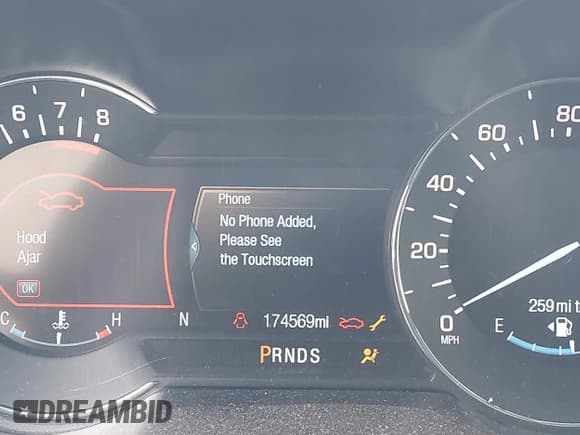 6 7 8
Hood
Ajar
OK
C H N
Phone
No Phone Added,
Please See
the Touchscreen
174569mi
PRNDS
80
60
40
20
0
MPH
259 mi t
E
DREAMBID